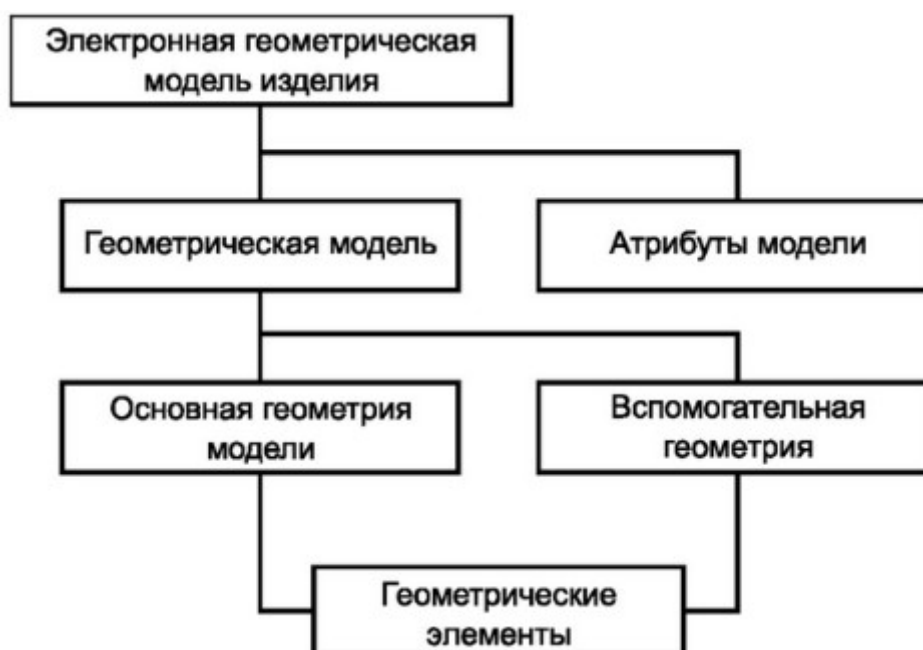 Электронная геометрическая
модель изделия
Геометрическая модель
Атрибуты модели
Основная геометрия
модели
Вспомогательная
геометрия
Геометрические
элементы